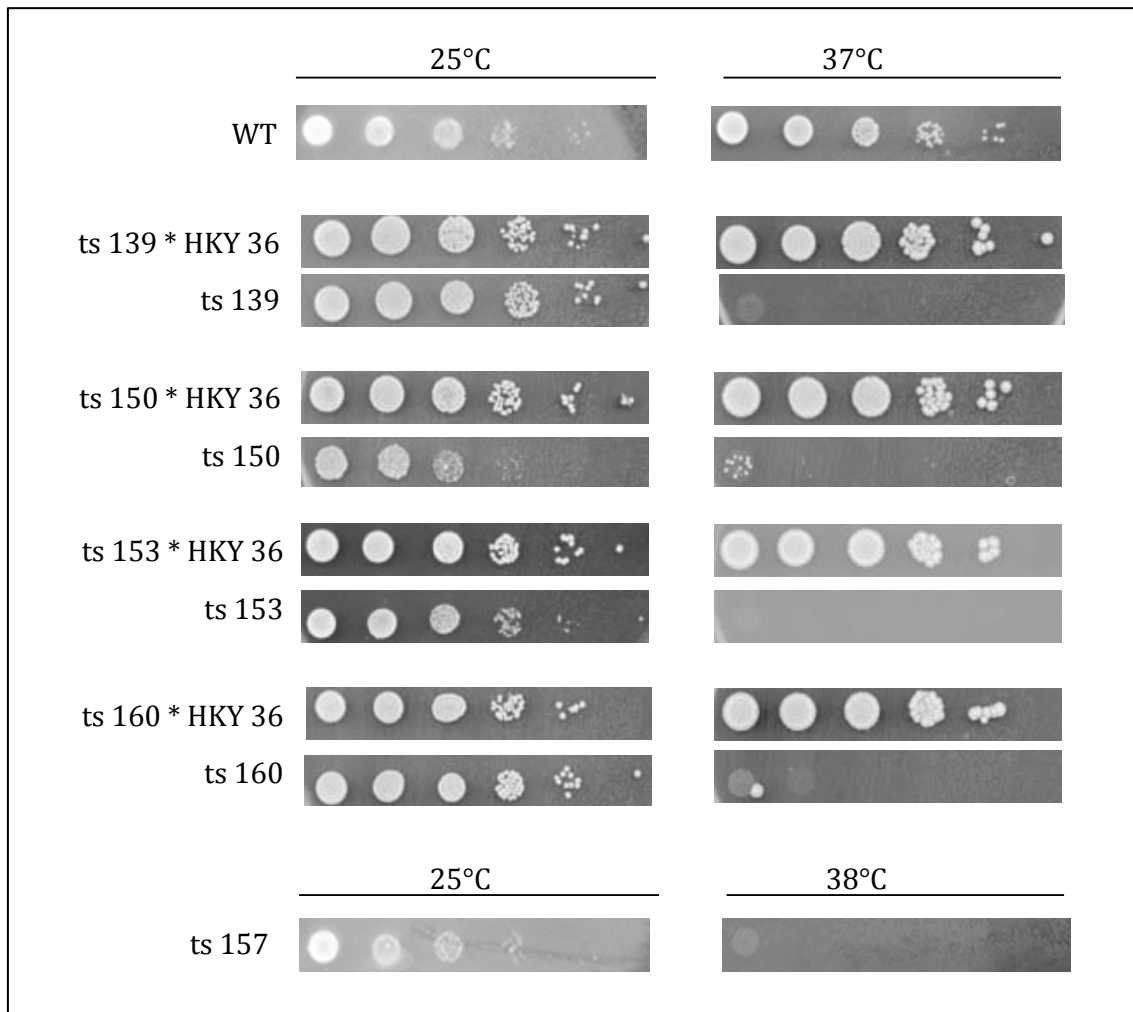 25°C 37°C
WT
ts 139 * HKY 36
ts 139
ts 150 * HKY 36
ts 150
ts 153 * HKY 36
ts 153
ts 160 * HKY 36
ts 160
25°C 38°C
ts 157